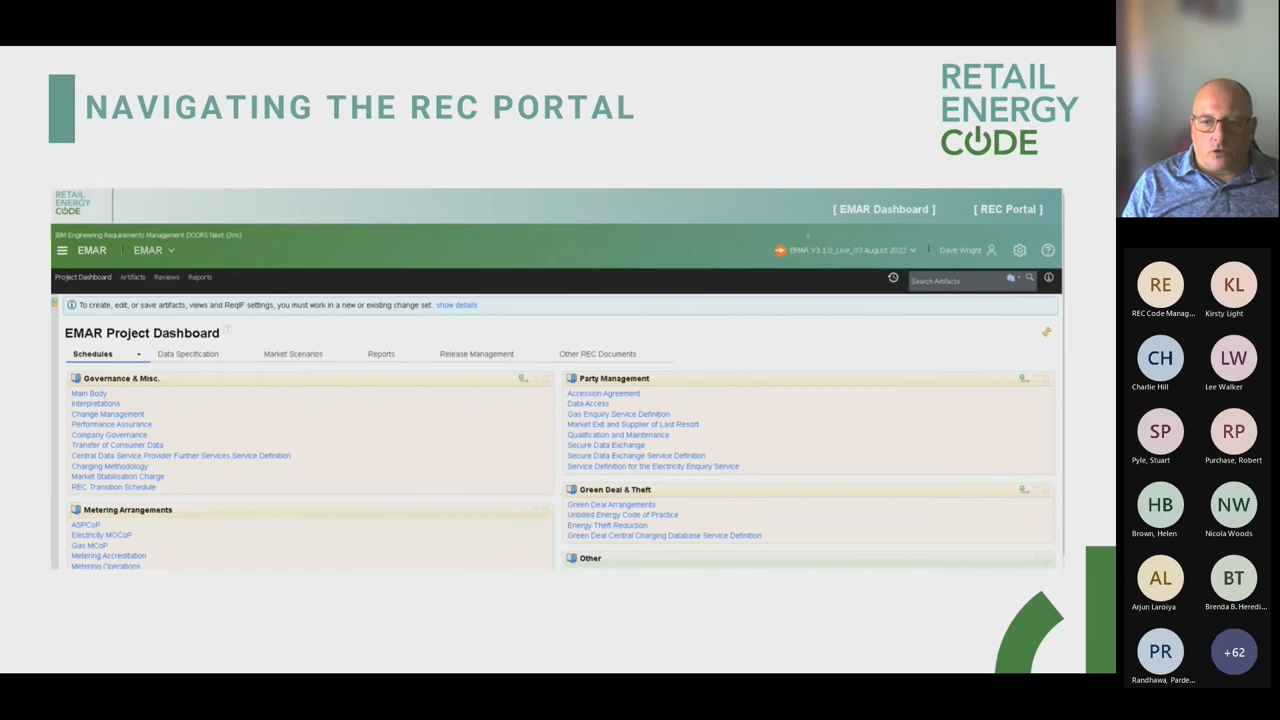 NAVIGATING THE REC PORTAL
RETAIL
ENERGY
CODE
RETAIL
ENERGY
CODE
[ EMAR Dashboard ]
[ REC Portal ]
IBM Engineering Requirements Management DOORS Next (/rm)
EMAR
EMAR
EMAR V3.1.0_Live_03 August 2022
Dave Wright
Project Dashboard
Artifacts
Reviews
Reports
Search Artifacts
To create, edit, or save artifacts, views and ReqIF settings, you must work in a new or existing change set. show details
EMAR Project Dashboard
Schedules
Data Specification
Market Scenarios
Reports
Release Management
Other REC Documents
Governance & Misc.
Main Body
Interpretations
Change Management
Performance Assurance
Company Governance
Transfer of Consumer Data
Central Data Service Provider Further Services Service Definition
Charging Methodology
Market Stabilisation Charge
REC Transition Schedule
Metering Arrangements
ASPCoP
Electricity MOCoP
Gas MCoP
Metering Accreditation
Metering Operations
Party Management
Accession Agreement
Data Access
Gas Enquiry Service Definition
Market Exit and Supplier of Last Resort
Qualification and Maintenance
Secure Data Exchange
Secure Data Exchange Service Definition
Service Definition for the Electricity Enquiry Service
Green Deal & Theft
Green Deal Arrangements
Unbilled Energy Code of Practice
Energy Theft Reduction
Green Deal Central Charging Database Service Definition
Other
RE
REC Code Manag...
KL
Kirsty Light
CH
Charlie Hill
LW
Lee Walker
SP
Pyle, Stuart
RP
Purchase, Robert
HB
Brown, Helen
NW
Nicola Woods
AL
Arjun Laroiya
BT
Brenda B. Heredi...
PR
Randhawa, Parde...
+62